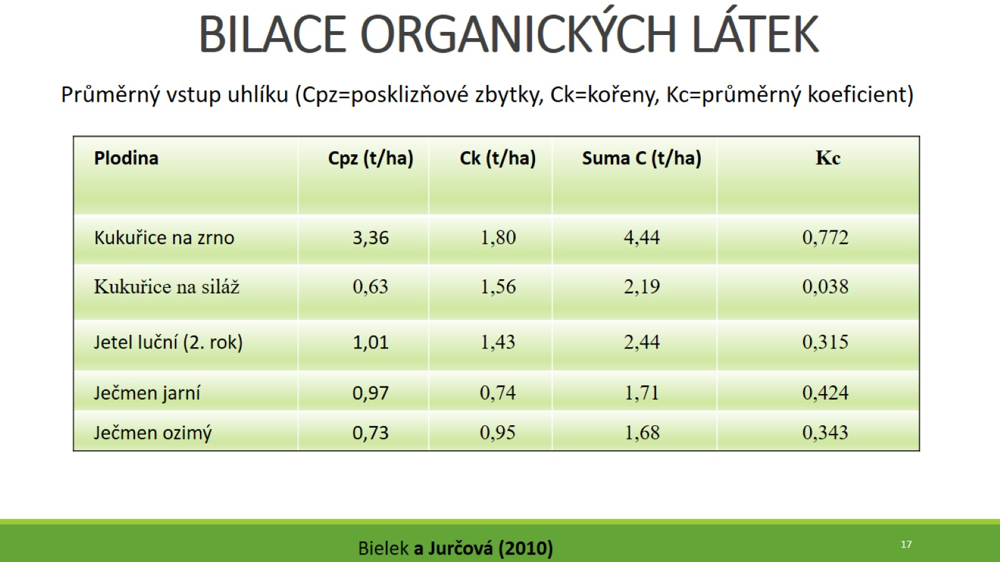 BILACE ORGANICKÝCH LÁTEK
Průměrný vstup uhlíku (Cpz=posklizňové zbytky, Ck=kořeny, Kc=průměrný koeficient)
Plodina Cpz (t/ha) Ck (t/ha) Suma C (t/ha) Kc
Kukuřice na zrno 3,36 1,80 4,44 0,772
Kukuřice na siláž 0,63 1,56 2,19 0,038
Jetel luční (2. rok) 1,01 1,43 2,44 0,315
Ječmen jarní 0,97 0,74 1,71 0,424
Ječmen ozimý 0,73 0,95 1,68 0,343
Bielek a Jurčová (2010)
17